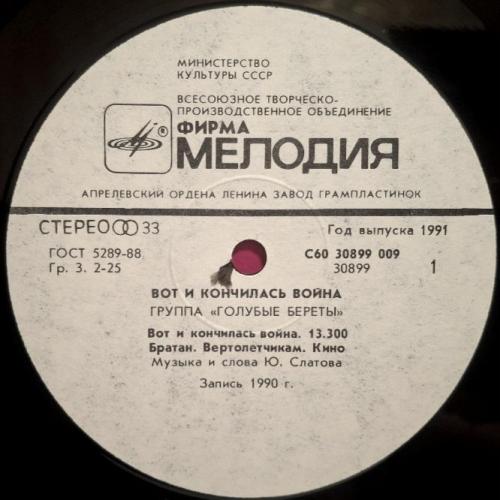 МИНИСТЕРСТВО
КУЛЬТУРЫ СССР
ВСЕСОЮЗНОЕ ТВОРЧЕСКО-
ПРОИЗВОДСТВЕННОЕ ОБЪЕДИНЕНИЕ
®
ФИРМА
МЕЛОДИЯ
АПРЕЛЕВСКИЙ ОРДЕНА ЛЕНИНА ЗАВОД ГРАМПЛАСТИНОК
СТЕРЕО 33
Год выпуска 1991
ГОСТ 5289-88
С60 30899 009
Гр. 3. 2-25
30899
1
ВОТ И КОНЧИЛАСЬ ВОЙНА
ГРУППА «ГОЛУБЫЕ БЕРЕТЫ»
Вот и кончилась война. 13.300
Братан. Вертолетчикам. Кино
Музыка и слова Ю. Слатова
Запись 1990 г.